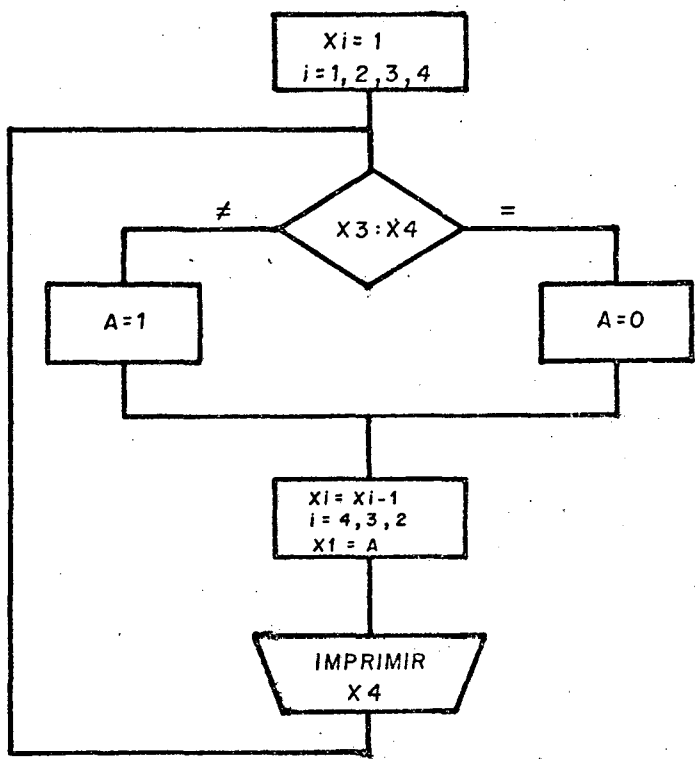 Xi = 1
i = 1, 2, 3, 4
≠
X3 : X4
=
A = 1
A = 0
Xi = Xi-1
i = 4, 3, 2
X1 = A
IMPRIMIR
X4